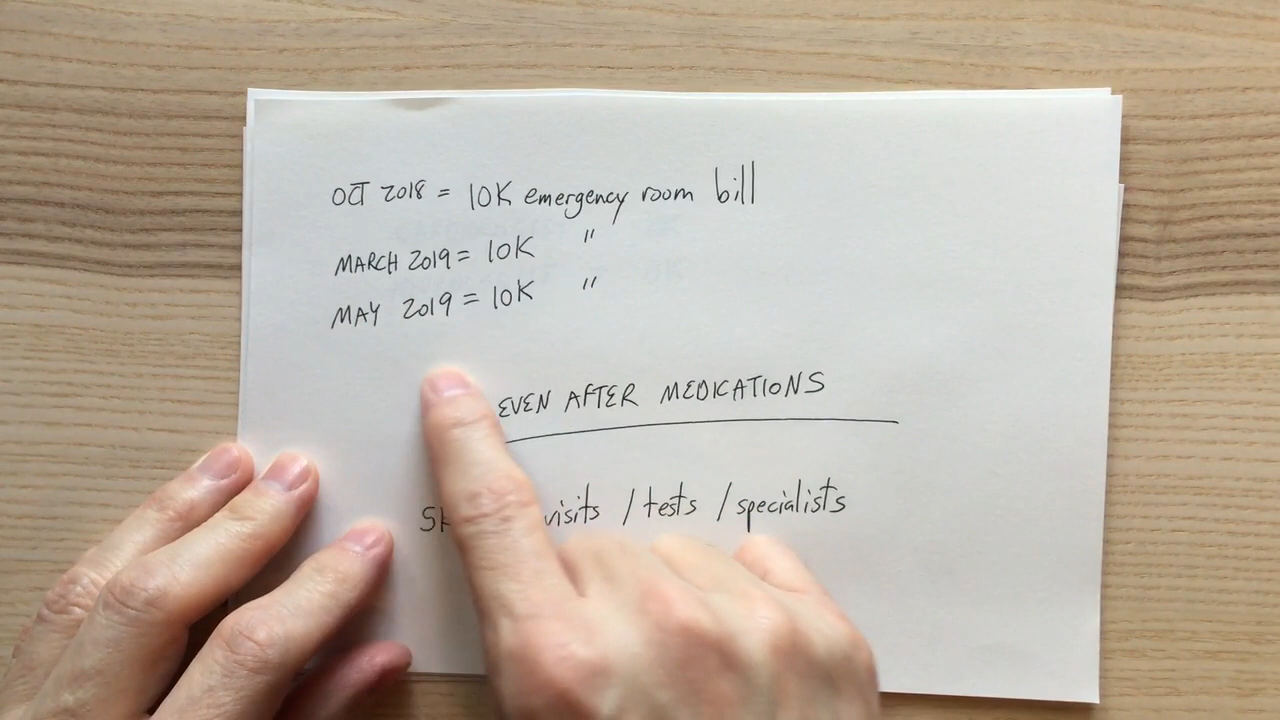 OCT 2018 = 10K emergency room bill
MARCH 2019 = 10K "
MAY 2019 = 10K "
EVEN AFTER MEDICATIONS
visits / tests / specialists